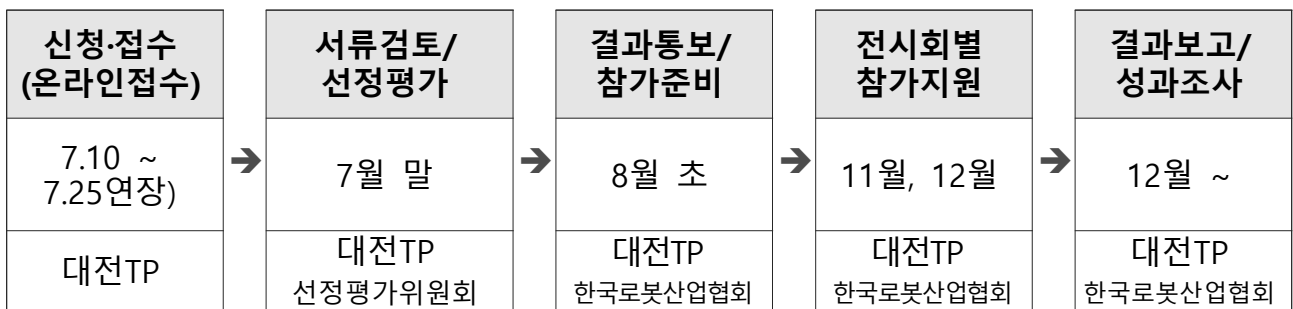 신청·접수
(온라인접수)
7.10 ~
7.25연장)
대전TP
➔
서류검토/
선정평가
7월 말
대전TP
선정평가위원회
➔
결과통보/
참가준비
8월 초
대전TP
한국로봇산업협회
➔
전시회별
참가지원
11월, 12월
대전TP
한국로봇산업협회
➔
결과보고/
성과조사
12월 ~
대전TP
한국로봇산업협회